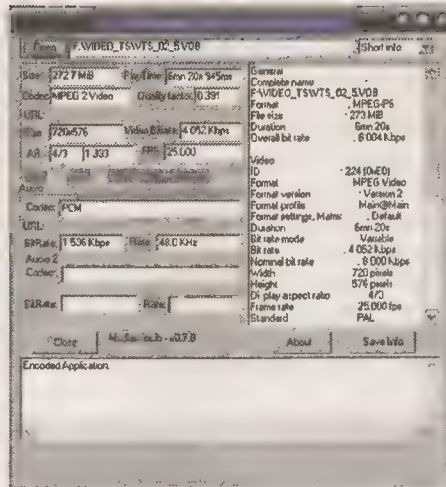 Open F:\VIDEO_TS\VTS_02_5.VOB Short info
Size: 272.7 MiB PlayTime: 6mn 20s 945ms
Codec: MPEG 2 Video Quality factor: 0.391
URL:
Size 720x576 Video Bitrate: 4 052 Kbps
AR: 4/3 1.333 FPS 25.000
Audio
Codec: PCM
URL:
BitRate: 1 536 Kbps Rate: 48.0 KHz
Audio 2
Codec:
BitRate: Rate:
General
Complete name
F:\VIDEO_TS\VTS_02_5.VOB
Format : MPEG-PS
File size : 273 MiB
Duration : 6mn 20s
Overall bit rate : 6 004 Kbps
Video
ID : 224 (0xE0)
Format : MPEG Video
Format version : Version 2
Format profile : Main@Main
Format settings, Matrix : Default
Duration : 6mn 20s
Bit rate mode : Variable
Bit rate : 4 052 Kbps
Nominal bit rate : 8 000 Kbps
Width : 720 pixels
Height : 576 pixels
Display aspect ratio : 4/3
Frame rate : 25.000 fps
Standard : PAL
Close v0.7.8 About Save Info
Encoded Application